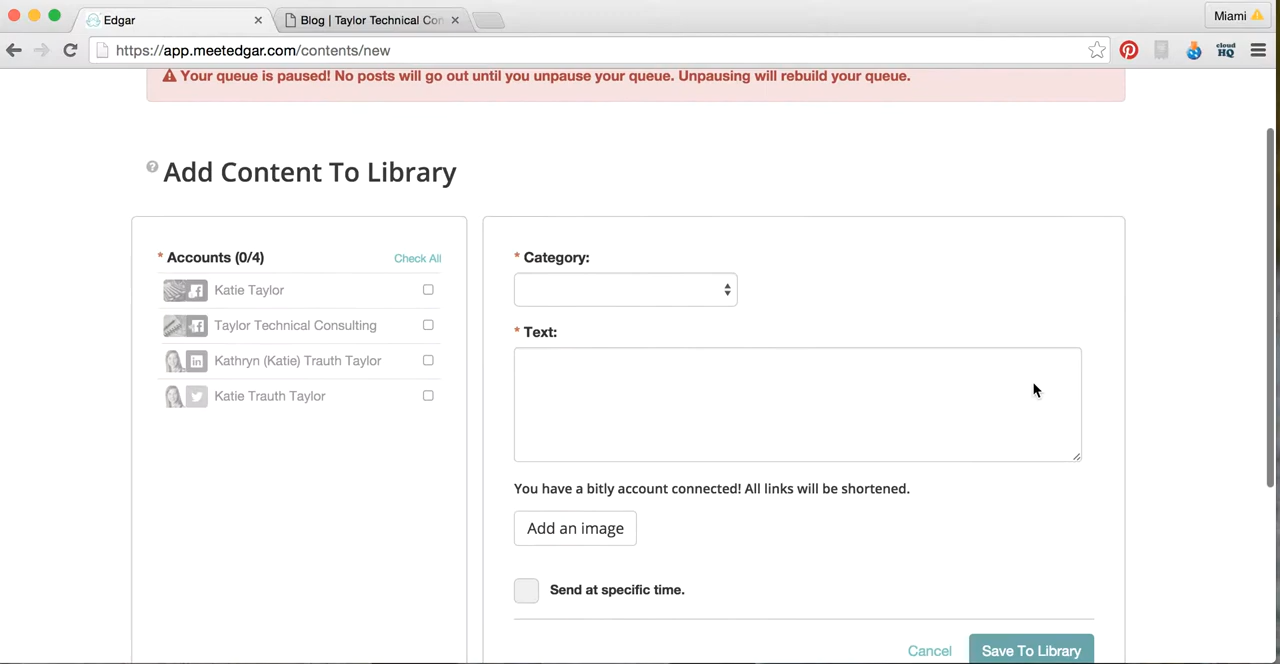 Edgar
Blog | Taylor Technical Con
Miami
https://app.meetedgar.com/contents/new
cloud
HQ
Your queue is paused! No posts will go out until you unpause your queue. Unpausing will rebuild your queue.
? Add Content To Library
* Accounts (0/4)
Check All
Katie Taylor
Taylor Technical Consulting
Kathryn (Katie) Trauth Taylor
Katie Trauth Taylor
* Category:
* Text:
You have a bitly account connected! All links will be shortened.
Add an image
Send at specific time.
Cancel
Save To Library